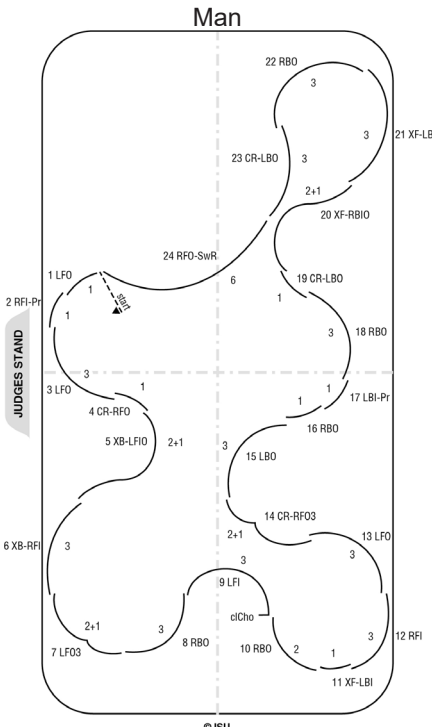 Man
22 RBO
3
3
21 XF-LB
23 CR-LBO
3
2+1
20 XF-RBIO
24 RFO-SwR
6
1 LFO
1
start
2 RFI-Pr
1
19 CR-LBO
1
3
18 RBO
JUDGES STAND
3
3 LFO
1
4 CR-RFO
1
1
17 LBI-Pr
16 RBO
5 XB-LFIO
2+1
3
15 LBO
14 CR-RFO3
2+1
13 LFO
3
6 XB-RFI
3
3
9 LFI
clCho
2+1
7 LFO3
3
8 RBO
10 RBO
2
1
3
12 RFI
11 XF-LBI
© ISU